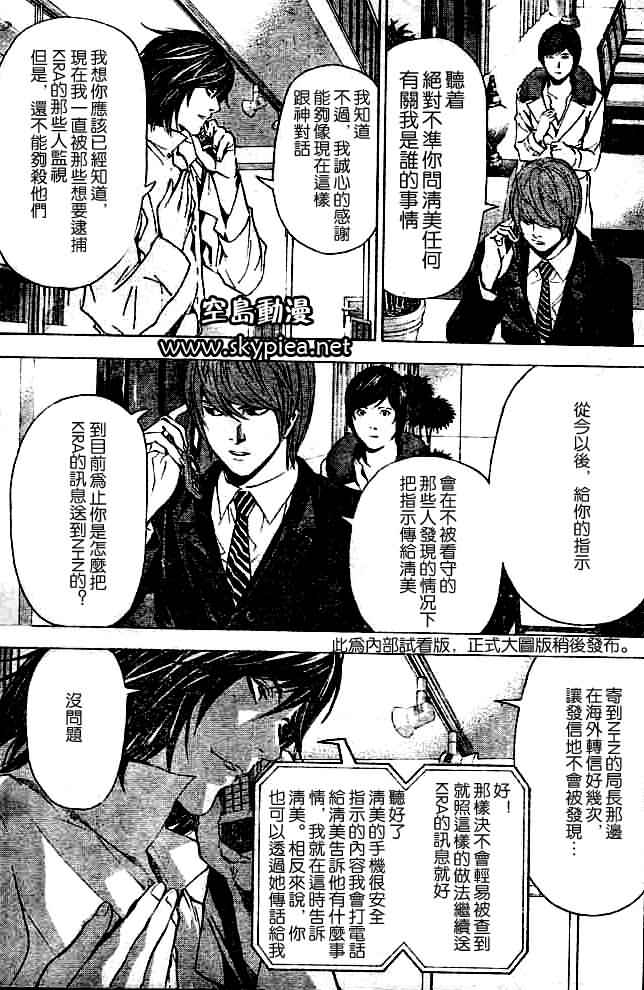 聽着
絕對不準你問清美任何
有關我是誰的事情
我知道
不過，我誠心的感謝
能夠像現在這樣
跟神對話
我想你應該已經知道，
現在我一直被那些想要逮捕
KIRA的那些人監視
但是，還不能夠殺他們
空島動漫
www.skypiea.net
從今以後，給你的指示
會在不被看守的
那些人發現的情況下
把指示傳給清美
到目前為止你是怎麼把
KIRA的訊息送到NHN的？
此為內部試看版，正式大圖版稍後發布。
寄到NHN的局長那邊
在海外轉信好幾次，
讓發信地不會被發現…
好！
那樣決不會輕易被查到
就照這樣的做法繼續送
KIRA的訊息就好
聽好了
清美的手機很安全
指示的內容我會打電話
給清美告訴他有什麼事
情，我就在這時告訴
清美。相反來說，你
也可以透過她傳話給我
沒問題